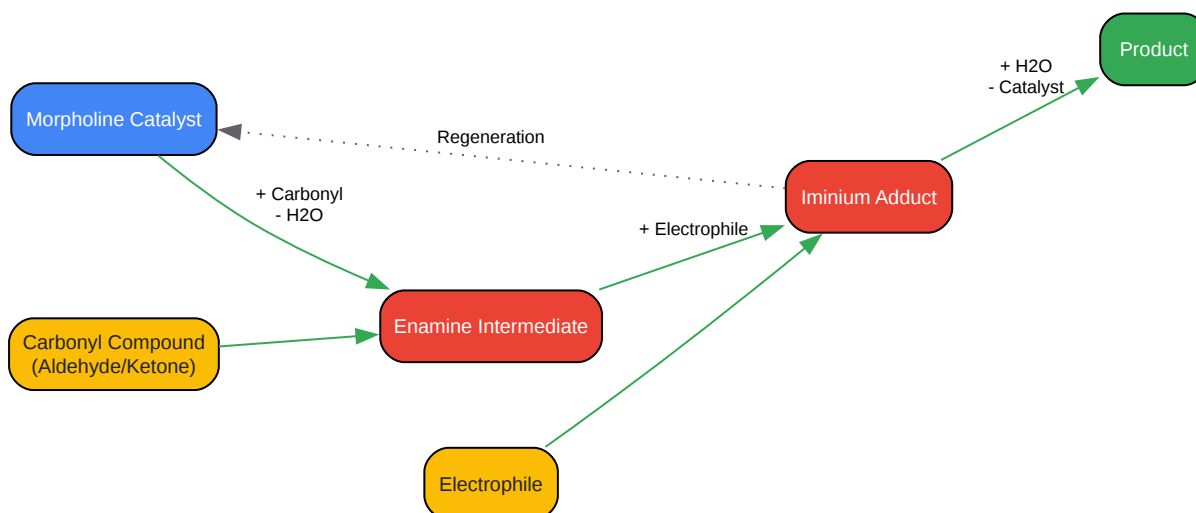 Product
+ H2O
- Catalyst
Morpholine Catalyst
Regeneration
+ Carbonyl
- H2O
Iminium Adduct
+ Electrophile
Enamine Intermediate
Carbonyl Compound
(Aldehyde/Ketone)
Electrophile